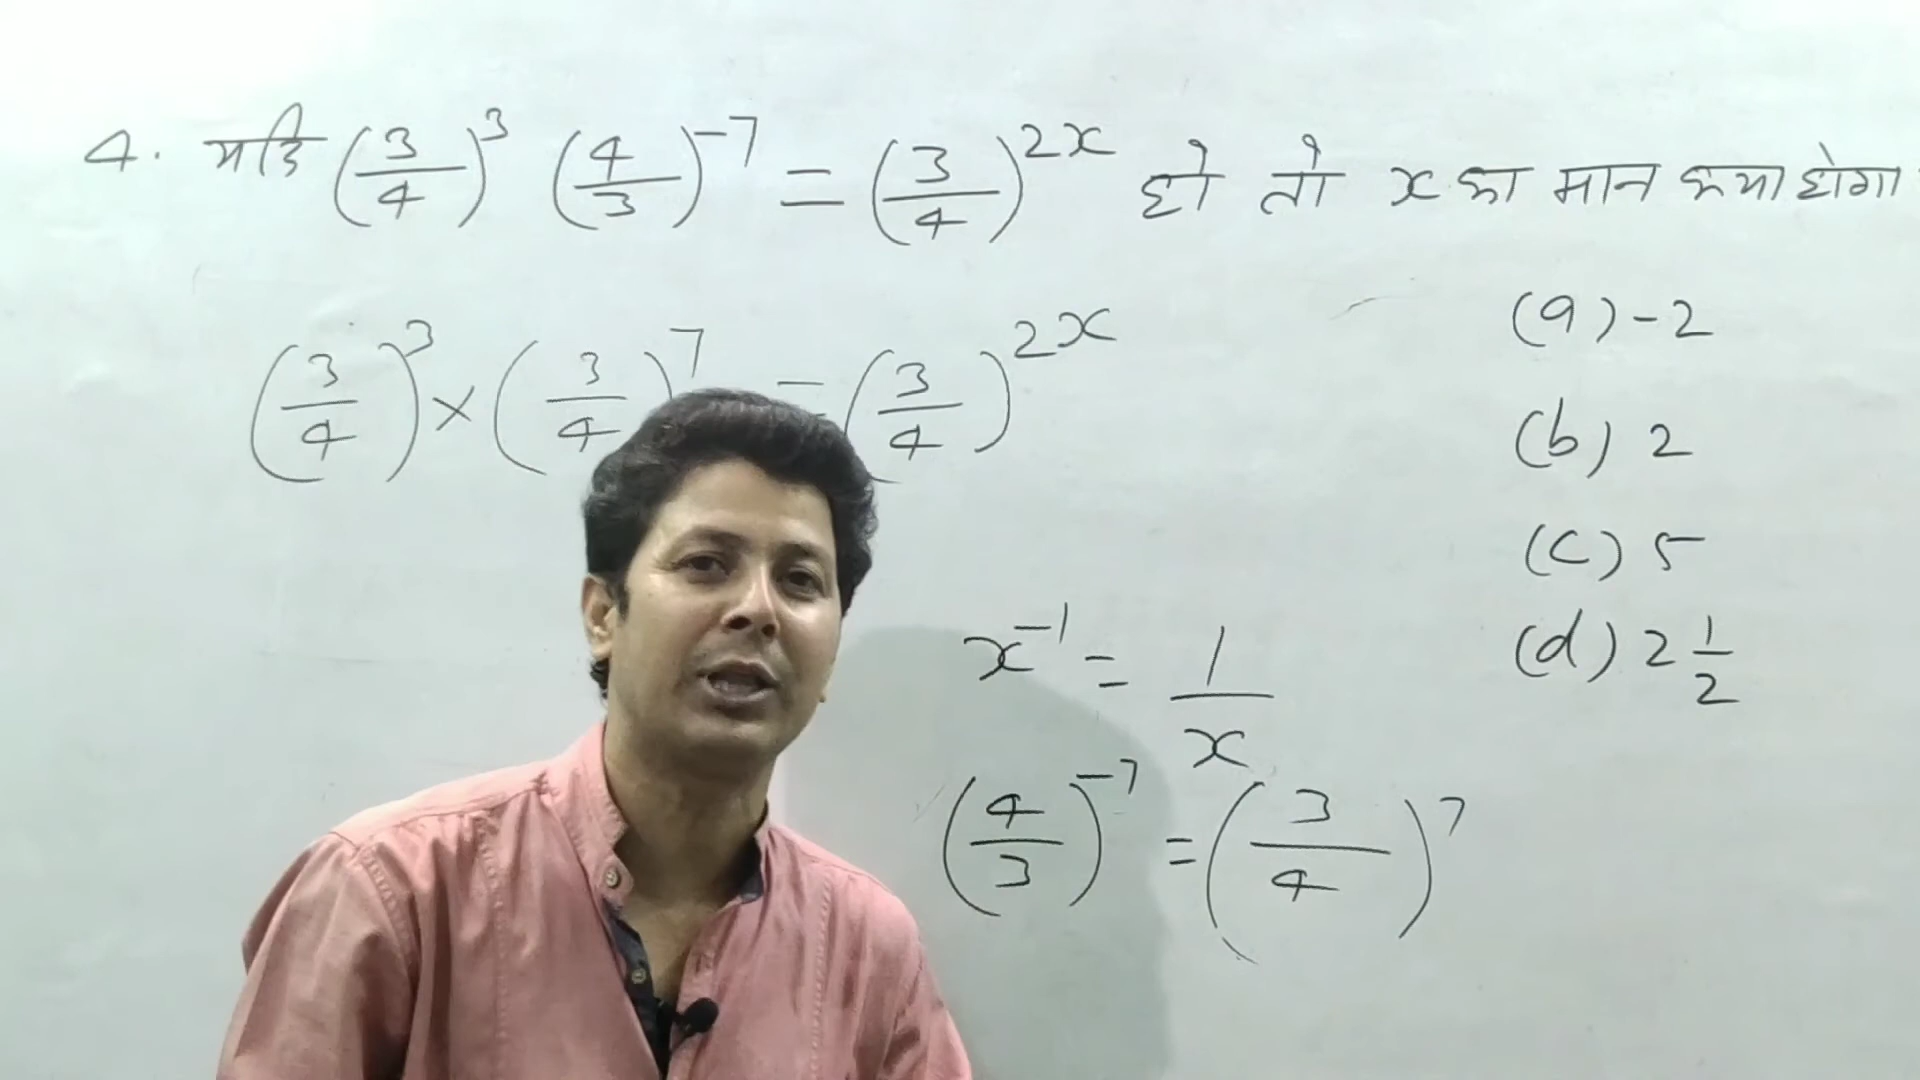 4. यदि (3/4)³ (4/3)⁻⁷ = (3/4)²ˣ हो तो x का मान क्या होगा
(3/4)³ × (3/4)⁷ = (3/4)²ˣ
(a) -2
(b) 2
(c) 5
(d) 2 1/2
x⁻¹ = 1/x
(4/3)⁻⁷ = (3/4)⁷